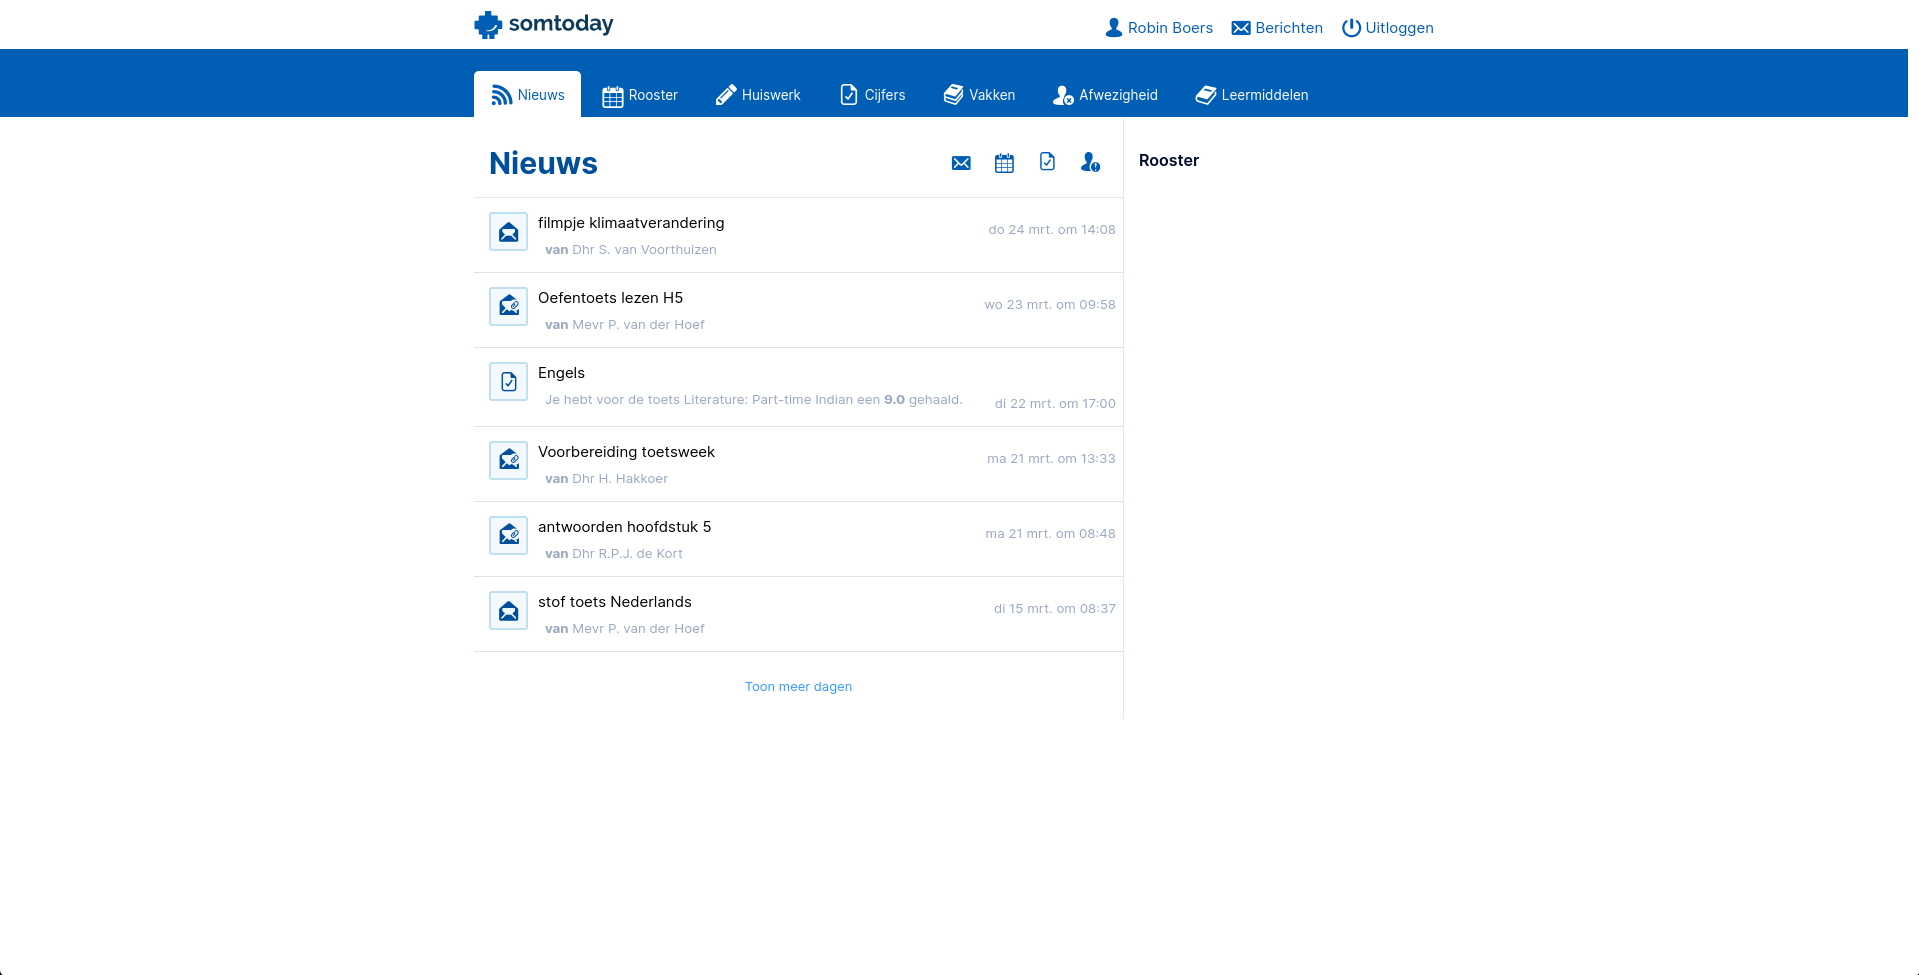 somtoday
Robin Boers Berichten Uitloggen
Nieuws Rooster Huiswerk Cijfers Vakken Afwezigheid Leermiddelen
Nieuws
Rooster
filmpje klimaatverandering
do 24 mrt. om 14:08
van Dhr S. van Voorthuizen
Oefentoets lezen H5
wo 23 mrt. om 09:58
van Mevr P. van der Hoef
Engels
Je hebt voor de toets Literature: Part-time Indian een 9.0 gehaald.
di 22 mrt. om 17:00
Voorbereiding toetsweek
ma 21 mrt. om 13:33
van Dhr H. Hakkoer
antwoorden hoofdstuk 5
ma 21 mrt. om 08:48
van Dhr R.P.J. de Kort
stof toets Nederlands
di 15 mrt. om 08:37
van Mevr P. van der Hoef
Toon meer dagen